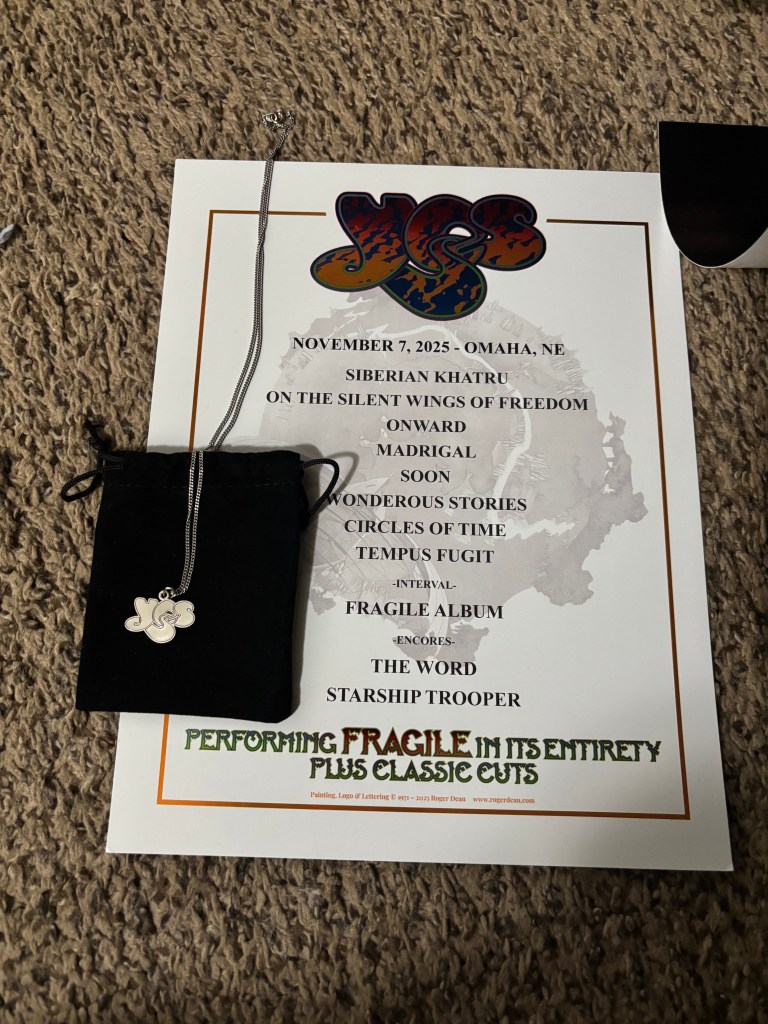 YES
NOVEMBER 7, 2025 - OMAHA, NE
SIBERIAN KHATRU
ON THE SILENT WINGS OF FREEDOM
ONWARD
MADRIGAL
SOON
WONDEROUS STORIES
CIRCLES OF TIME
TEMPUS FUGIT
-INTERVAL-
FRAGILE ALBUM
-ENCORES-
THE WORD
STARSHIP TROOPER
YES
PERFORMING FRAGILE IN ITS ENTIRETY
PLUS CLASSIC CUTS
Painting, Logo & Lettering © 1971 – 2025 Roger Dean www.rogerdean.com